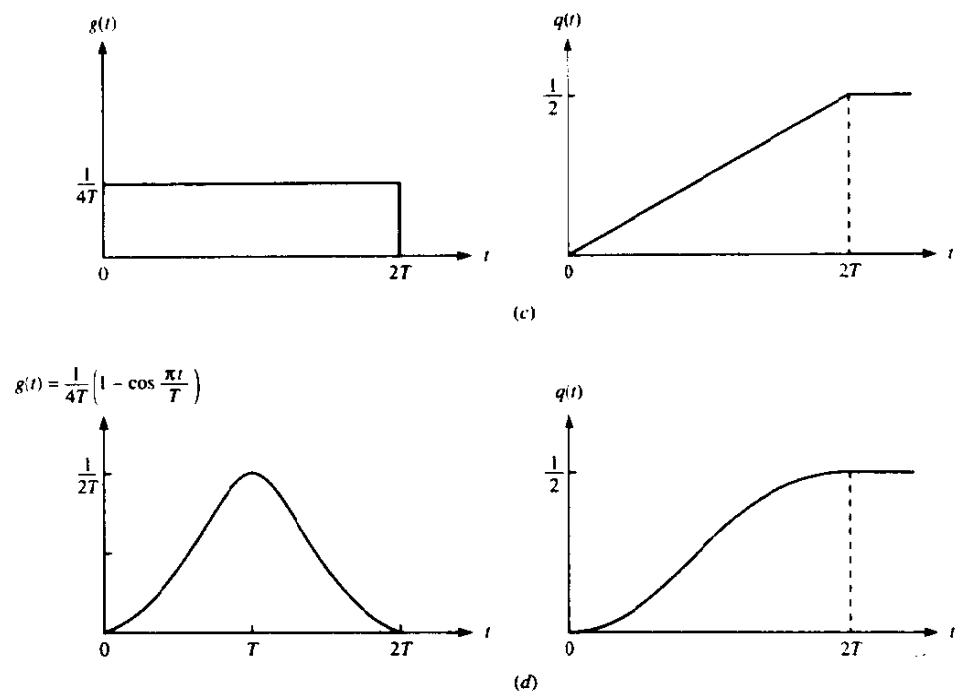 g(t)
1/4T
0
2T
t
q(t)
1/2
0
2T
t
(c)
g(t) = 1/4T (1 − cos πt/T)
1/2T
0
T
2T
t
q(t)
1/2
0
2T
t
(d)